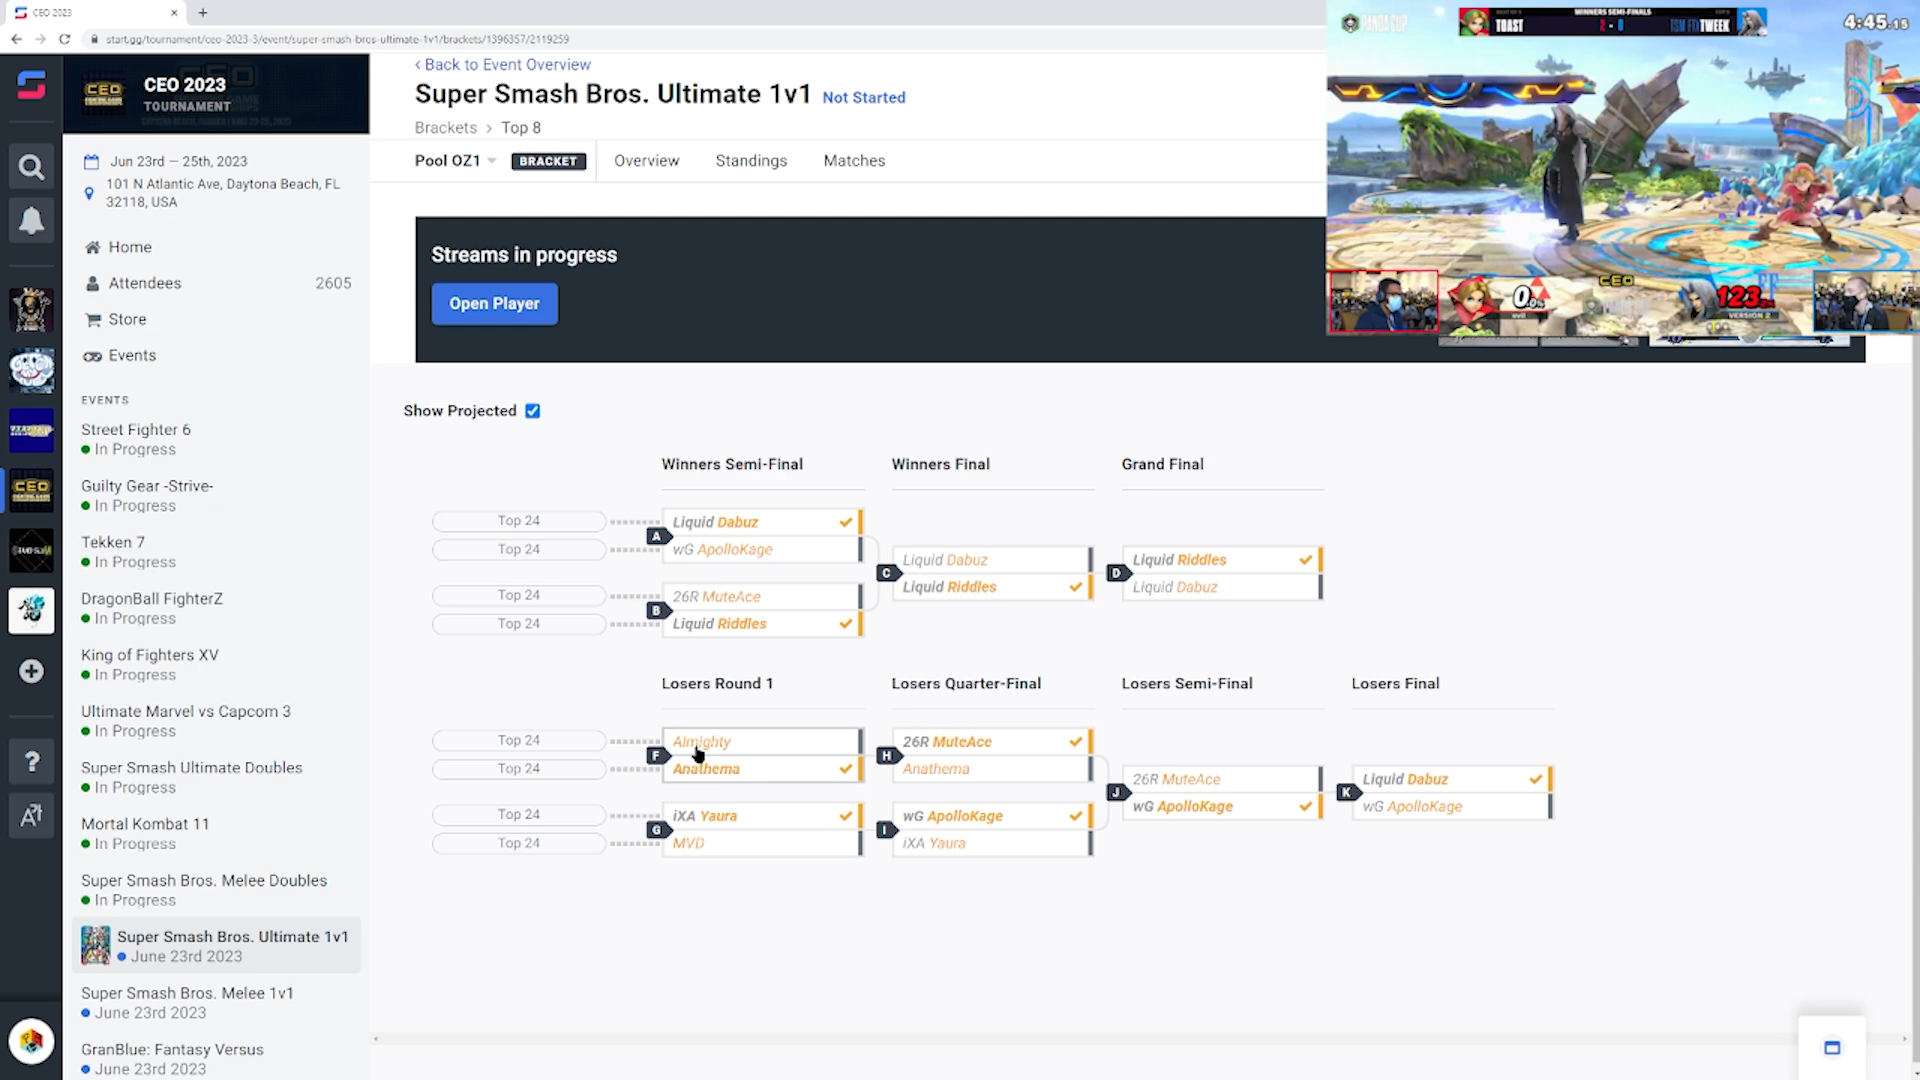 CEO 2023
start.gg/tournament/ceo-2023-3/event/super-smash-bros-ultimate-1v1/brackets/1396357/2119259
CEO
CEO 2023
TOURNAMENT
Jun 23rd — 25th, 2023
101 N Atlantic Ave, Daytona Beach, FL
32118, USA
Home
Attendees 2605
Store
Events
EVENTS
Street Fighter 6
In Progress
Guilty Gear -Strive-
In Progress
Tekken 7
In Progress
DragonBall FighterZ
In Progress
King of Fighters XV
In Progress
Ultimate Marvel vs Capcom 3
In Progress
Super Smash Ultimate Doubles
In Progress
Mortal Kombat 11
In Progress
Super Smash Bros. Melee Doubles
In Progress
Super Smash Bros. Ultimate 1v1
June 23rd 2023
Super Smash Bros. Melee 1v1
June 23rd 2023
GranBlue: Fantasy Versus
June 23rd 2023
‹ Back to Event Overview
Super Smash Bros. Ultimate 1v1 Not Started
Brackets > Top 8
Pool OZ1 BRACKET Overview Standings Matches
Streams in progress
Open Player
PANDA CUP
WINNERS SEMI-FINALS
TOAST 2 - 0 TWEEK
4:45.15
0.0%
CEO
123
VERSION 2
Show Projected
Winners Semi-Final Winners Final Grand Final
Top 24
Top 24
A
Liquid Dabuz
wG ApolloKage
Top 24
Top 24
B
26R MuteAce
Liquid Riddles
C
Liquid Dabuz
Liquid Riddles
D
Liquid Riddles
Liquid Dabuz
Losers Round 1 Losers Quarter-Final Losers Semi-Final Losers Final
Top 24
Top 24
F
Almighty
Anathema
Top 24
Top 24
G
iXA Yaura
MVD
H
26R MuteAce
Anathema
I
wG ApolloKage
iXA Yaura
J
26R MuteAce
wG ApolloKage
K
Liquid Dabuz
wG ApolloKage